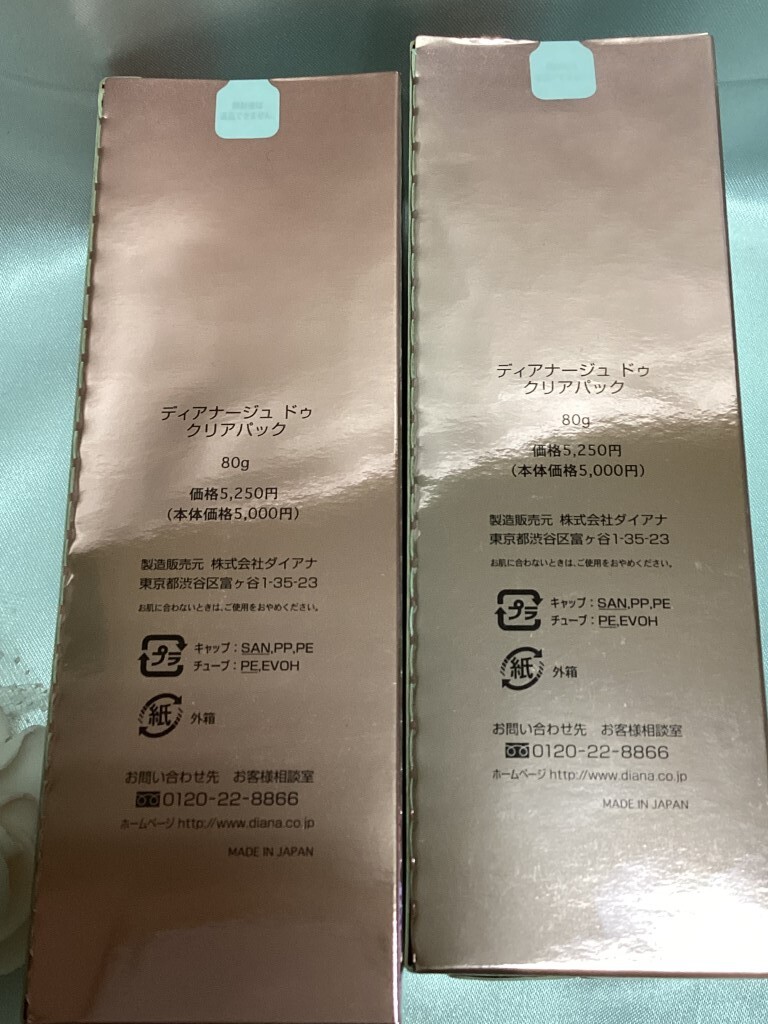 ディアナージュ ドゥ
クリアパック
80g
価格5,250円
(本体価格5,000円)
製造販売元 株式会社ダイアナ
東京都渋谷区富ヶ谷1-35-23
お肌に合わないときは、ご使用をおやめください。
プラ
キャップ：SAN,PP,PE
チューブ：PE,EVOH
紙 外箱
お問い合わせ先 お客様相談室
0120-22-8866
ホームページ http://www.diana.co.jp
MADE IN JAPAN
ディアナージュ ドゥ
クリアパック
80g
価格5,250円
(本体価格5,000円)
製造販売元 株式会社ダイアナ
東京都渋谷区富ヶ谷1-35-23
お肌に合わないときは、ご使用をおやめください。
プラ
キャップ：SAN,PP,PE
チューブ：PE,EVOH
紙 外箱
お問い合わせ先 お客様相談室
0120-22-8866
ホームページ http://www.diana.co.jp
MADE IN JAPAN